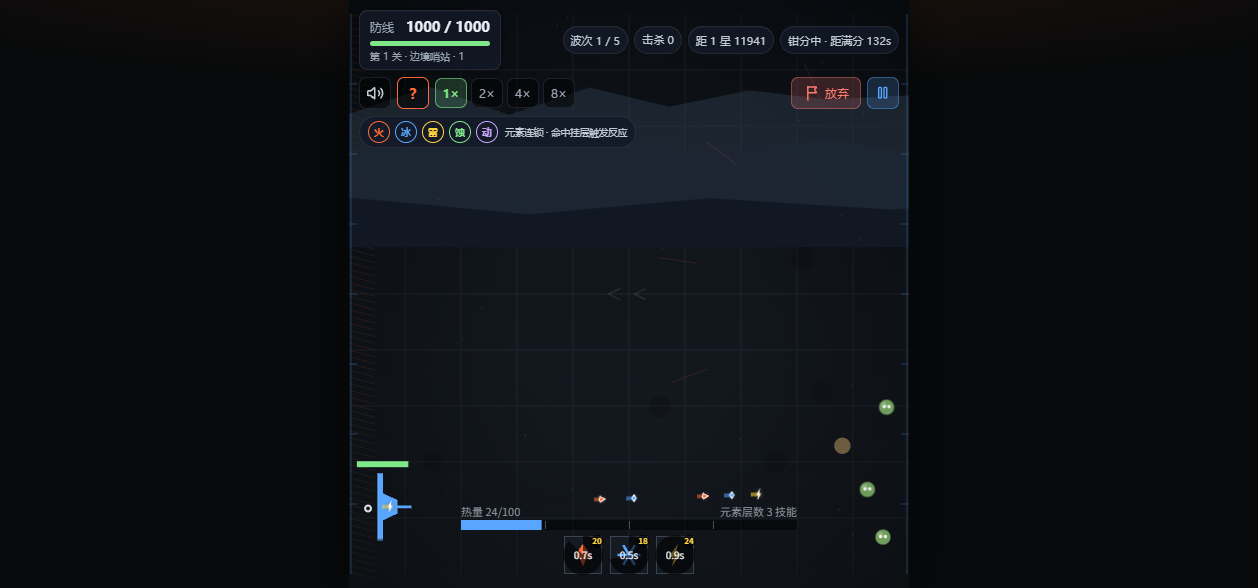 防线 1000 / 1000
第 1 关 · 边境哨站 · 1
波次 1 / 5
击杀 0
距 1 星 11941
钳分中 · 距满分 132s
?
1×
2×
4×
8×
放弃
火
冰
雷
蚀
动
元素连锁 · 命中挂层触发反应
热量 24/100
元素层数 3 技能
20
18
24
0.7s
0.5s
0.9s